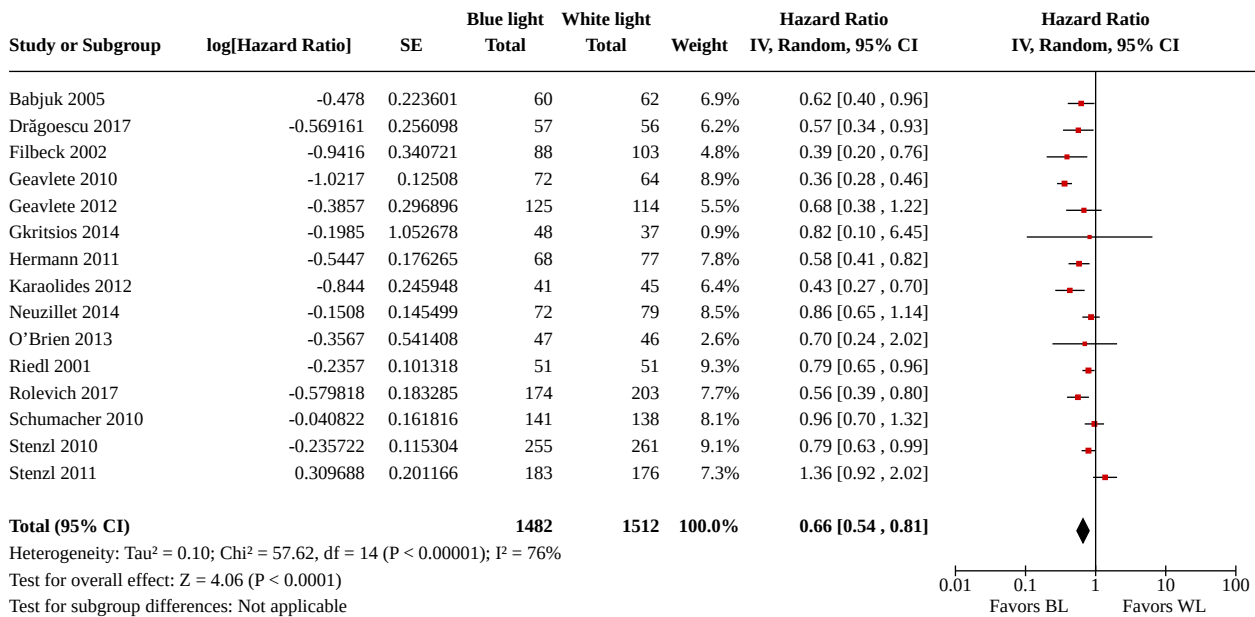 Blue light White light Hazard Ratio Hazard Ratio
Study or Subgroup log[Hazard Ratio] SE Total Total Weight IV, Random, 95% CI IV, Random, 95% CI
Babjuk 2005 -0.478 0.223601 60 62 6.9% 0.62 [0.40 , 0.96]
Drăgoescu 2017 -0.569161 0.256098 57 56 6.2% 0.57 [0.34 , 0.93]
Filbeck 2002 -0.9416 0.340721 88 103 4.8% 0.39 [0.20 , 0.76]
Geavlete 2010 -1.0217 0.12508 72 64 8.9% 0.36 [0.28 , 0.46]
Geavlete 2012 -0.3857 0.296896 125 114 5.5% 0.68 [0.38 , 1.22]
Gkritsios 2014 -0.1985 1.052678 48 37 0.9% 0.82 [0.10 , 6.45]
Hermann 2011 -0.5447 0.176265 68 77 7.8% 0.58 [0.41 , 0.82]
Karaolides 2012 -0.844 0.245948 41 45 6.4% 0.43 [0.27 , 0.70]
Neuzillet 2014 -0.1508 0.145499 72 79 8.5% 0.86 [0.65 , 1.14]
O’Brien 2013 -0.3567 0.541408 47 46 2.6% 0.70 [0.24 , 2.02]
Riedl 2001 -0.2357 0.101318 51 51 9.3% 0.79 [0.65 , 0.96]
Rolevich 2017 -0.579818 0.183285 174 203 7.7% 0.56 [0.39 , 0.80]
Schumacher 2010 -0.040822 0.161816 141 138 8.1% 0.96 [0.70 , 1.32]
Stenzl 2010 -0.235722 0.115304 255 261 9.1% 0.79 [0.63 , 0.99]
Stenzl 2011 0.309688 0.201166 183 176 7.3% 1.36 [0.92 , 2.02]
Total (95% CI) 1482 1512 100.0% 0.66 [0.54 , 0.81]
Heterogeneity: Tau² = 0.10; Chi² = 57.62, df = 14 (P < 0.00001); I² = 76%
Test for overall effect: Z = 4.06 (P < 0.0001)
Test for subgroup differences: Not applicable
0.01 0.1 1 10 100
Favors BL Favors WL